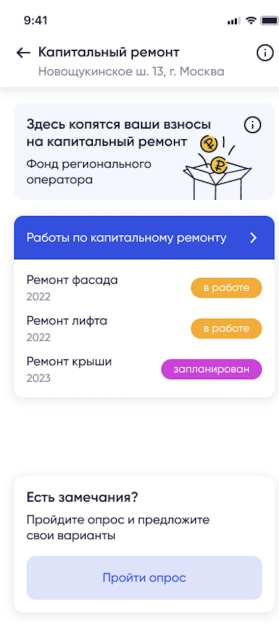 9:41
Капитальный ремонт
Новощукинское ш. 13, г. Москва
Здесь копятся ваши взносы
на капитальный ремонт
Фонд регионального
оператора
Работы по капитальному ремонту
Ремонт фасада
2022
в работе
Ремонт лифта
2022
в работе
Ремонт крыши
2023
запланирован
Есть замечания?
Пройдите опрос и предложите
свои варианты
Пройти опрос